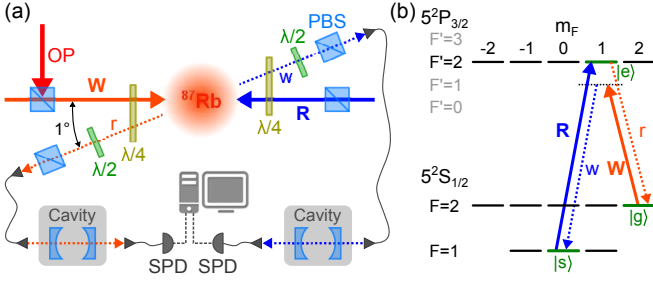 (a)
OP
W
1°
r
λ/2
λ/4
⁸⁷Rb
λ/4
λ/2
PBS
w
R
Cavity
SPD
SPD
Cavity
(b)
5²P₃/₂
m_F
F'=3
-2 -1 0 1 2
F'=2
|e⟩
F'=1
F'=0
R
w
W
r
5²S₁/₂
F=2
|g⟩
F=1
|s⟩